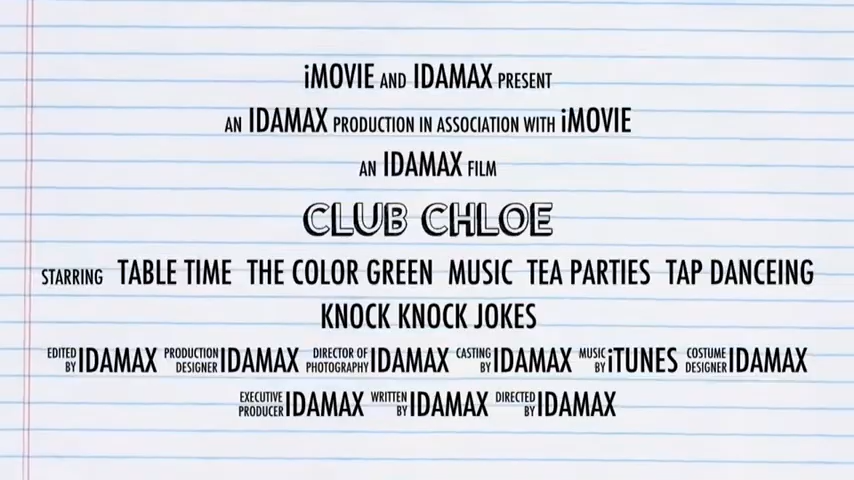 iMOVIE AND IDAMAX PRESENT
AN IDAMAX PRODUCTION IN ASSOCIATION WITH iMOVIE
AN IDAMAX FILM
CLUB CHLOE
STARRING TABLE TIME THE COLOR GREEN MUSIC TEA PARTIES TAP DANCEING
KNOCK KNOCK JOKES
EDITED BY IDAMAX PRODUCTION DESIGNER IDAMAX DIRECTOR OF PHOTOGRAPHY IDAMAX CASTING BY IDAMAX MUSIC BY iTUNES COSTUME DESIGNER IDAMAX
EXECUTIVE PRODUCER IDAMAX WRITTEN BY IDAMAX DIRECTED BY IDAMAX